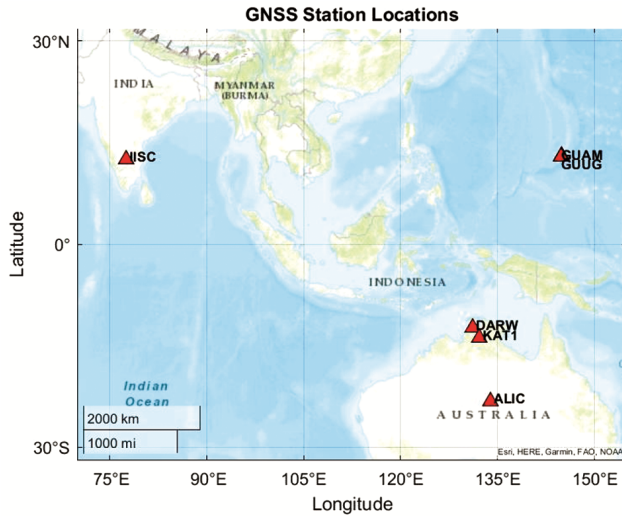 GNSS Station Locations
30°N
0°
30°S
Latitude
MALAYA
INDIA
MYANMAR
(BURMA)
IISC
GUAM
GUUG
INDONESIA
DARW
KAT1
ALIC
AUSTRALIA
Indian
Ocean
2000 km
1000 mi
Esri, HERE, Garmin, FAO, NOAA
75°E
90°E
105°E
120°E
135°E
150°E
Longitude